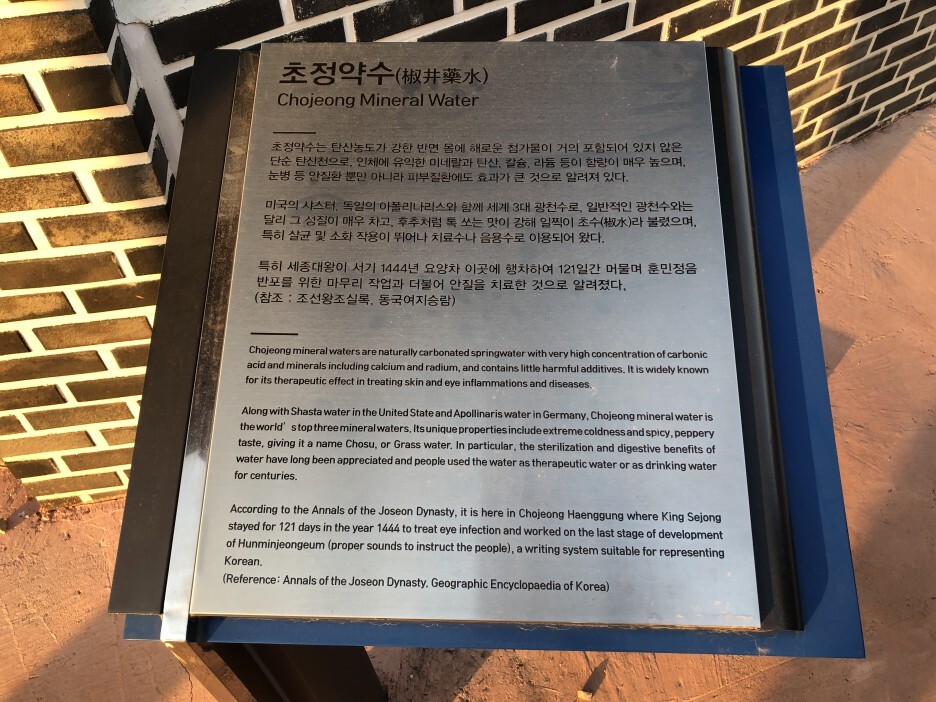 초정약수(椒井藥水)
Chojeong Mineral Water
초정약수는 탄산농도가 강한 반면 몸에 해로운 첨가물이 거의 포함되어 있지 않은
단순 탄산천으로, 인체에 유익한 미네랄과 탄산, 칼슘, 라듐 등이 함량이 매우 높으며,
눈병 등 안질환 뿐만 아니라 피부질환에도 효과가 큰 것으로 알려져 있다.
미국의 샤스터, 독일의 아폴리나리스와 함께 세계 3대 광천수로, 일반적인 광천수와는
달리 그 성질이 매우 차고, 후추처럼 톡 쏘는 맛이 강해 일찍이 초수(椒水)라 불렸으며,
특히 살균 및 소화 작용이 뛰어나 치료수나 음용수로 이용되어 왔다.
특히 세종대왕이 서기 1444년 요양차 이곳에 행차하여 121일간 머물며 훈민정음
반포를 위한 마무리 작업과 더불어 안질을 치료한 것으로 알려졌다.
(참조 : 조선왕조실록, 동국여지승람)
Chojeong mineral waters are naturally carbonated springwater with very high concentration of carbonic
acid and minerals including calcium and radium, and contains little harmful additives. It is widely known
for its therapeutic effect in treating skin and eye inflammations and diseases.
Along with Shasta water in the United State and Apollinaris water in Germany, Chojeong mineral water is
the world's top three mineral waters. Its unique properties include extreme coldness and spicy, peppery
taste, giving it a name Chosu, or Grass water. In particular, the sterilization and digestive benefits of
water have long been appreciated and people used the water as therapeutic water or as drinking water
for centuries.
According to the Annals of the Joseon Dynasty, it is here in Chojeong Haenggung where King Sejong
stayed for 121 days in the year 1444 to treat eye infection and worked on the last stage of development
of Hunminjeongeum (proper sounds to instruct the people), a writing system suitable for representing
Korean.
(Reference: Annals of the Joseon Dynasty, Geographic Encyclopaedia of Korea)